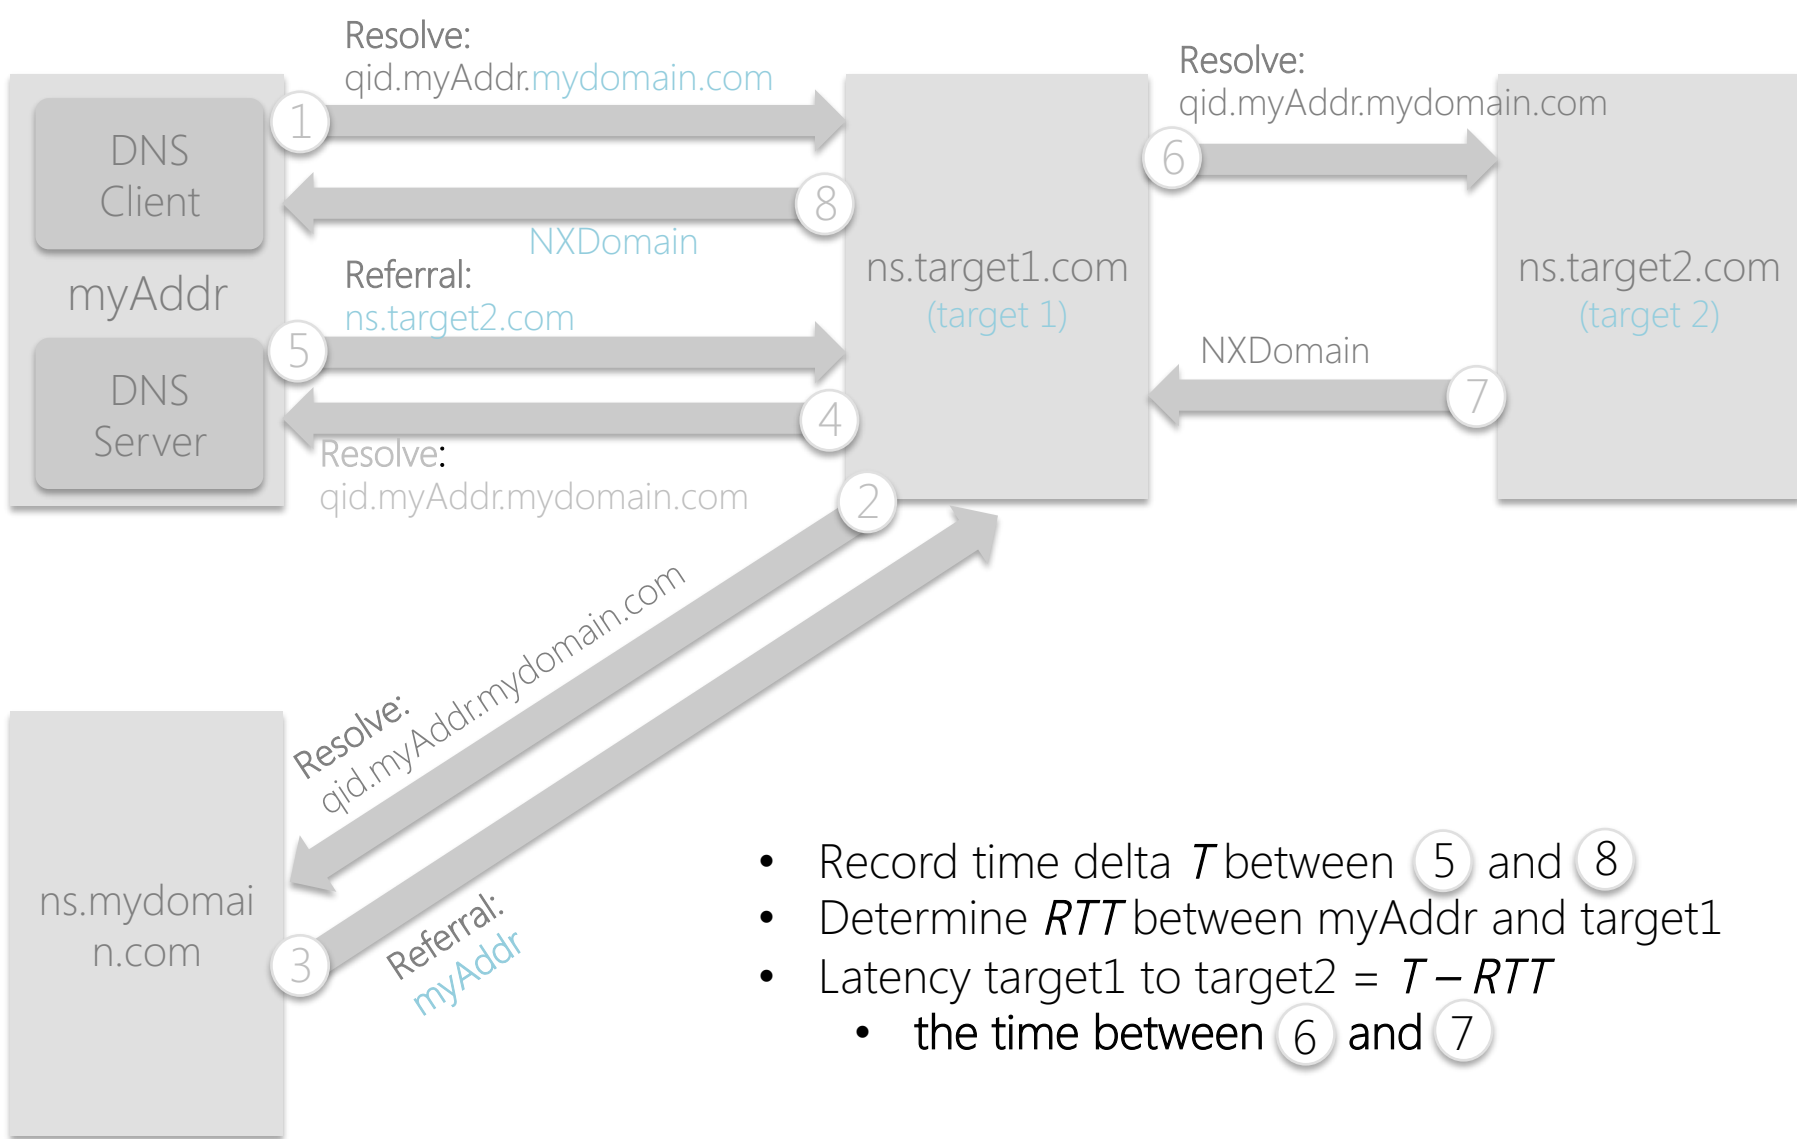 Resolve:
qid.myAddr.mydomain.com
1
DNS
Client
8
NXDomain
myAddr
Referral:
ns.target2.com
5
DNS
Server
4
Resolve:
qid.myAddr.mydomain.com
ns.target1.com
(target 1)
Resolve:
qid.myAddr.mydomain.com
6
ns.target2.com
(target 2)
NXDomain
7
2
Resolve:
qid.myAddr.mydomain.com
ns.mydomai
n.com
3
Referral:
myAddr
• Record time delta T between 5 and 8
• Determine RTT between myAddr and target1
• Latency target1 to target2 = T – RTT
• the time between 6 and 7